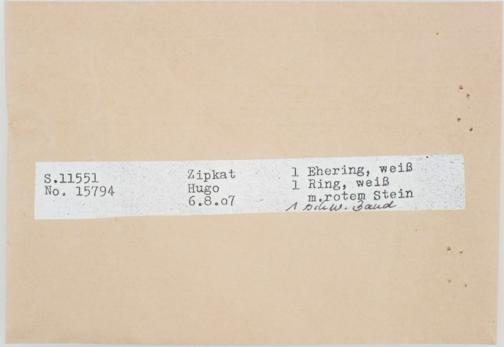 S.11551 Zipkat 1 Ehering, weiß
No. 15794 Hugo 1 Ring, weiß
6.8.o7 m.rotem Stein
1 schw. Band